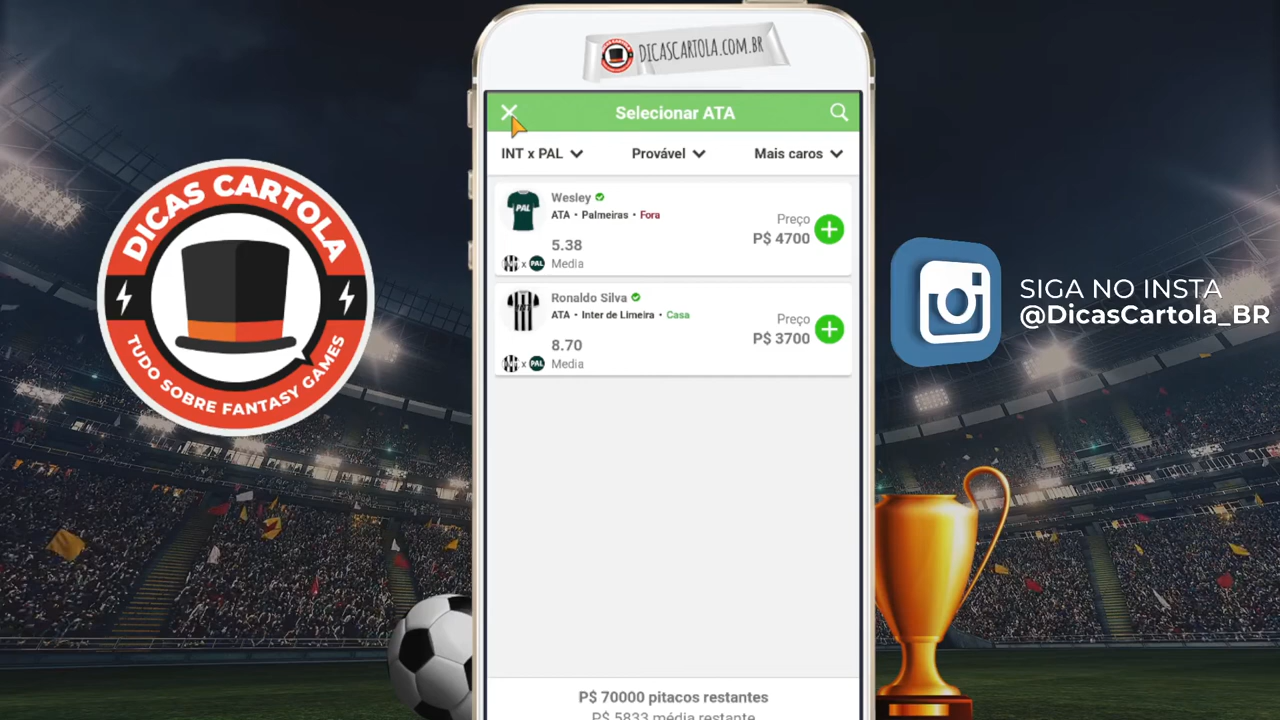 DICASCARTOLA.COM.BR
Selecionar ATA
INT x PAL
Provável
Mais caros
PAL
Wesley
ATA • Palmeiras • Fora
5.38
Media
x PAL
Preço
P$ 4700
Ronaldo Silva
ATA • Inter de Limeira • Casa
8.70
Media
x PAL
Preço
P$ 3700
P$ 70000 pitacos restantes
P$ 5833 média restante
DICAS CARTOLA
TUDO SOBRE FANTASY GAMES
SIGA NO INSTA
@DicasCartola_BR